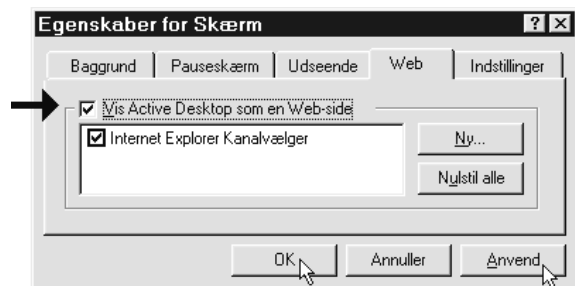 Egenskaber for Skærm
Baggrund Pauseskærm Udseende Web Indstillinger
Vis Active Desktop som en Web-side
Internet Explorer Kanalvælger
Ny...
Nulstil alle
OK Annuller Anvend